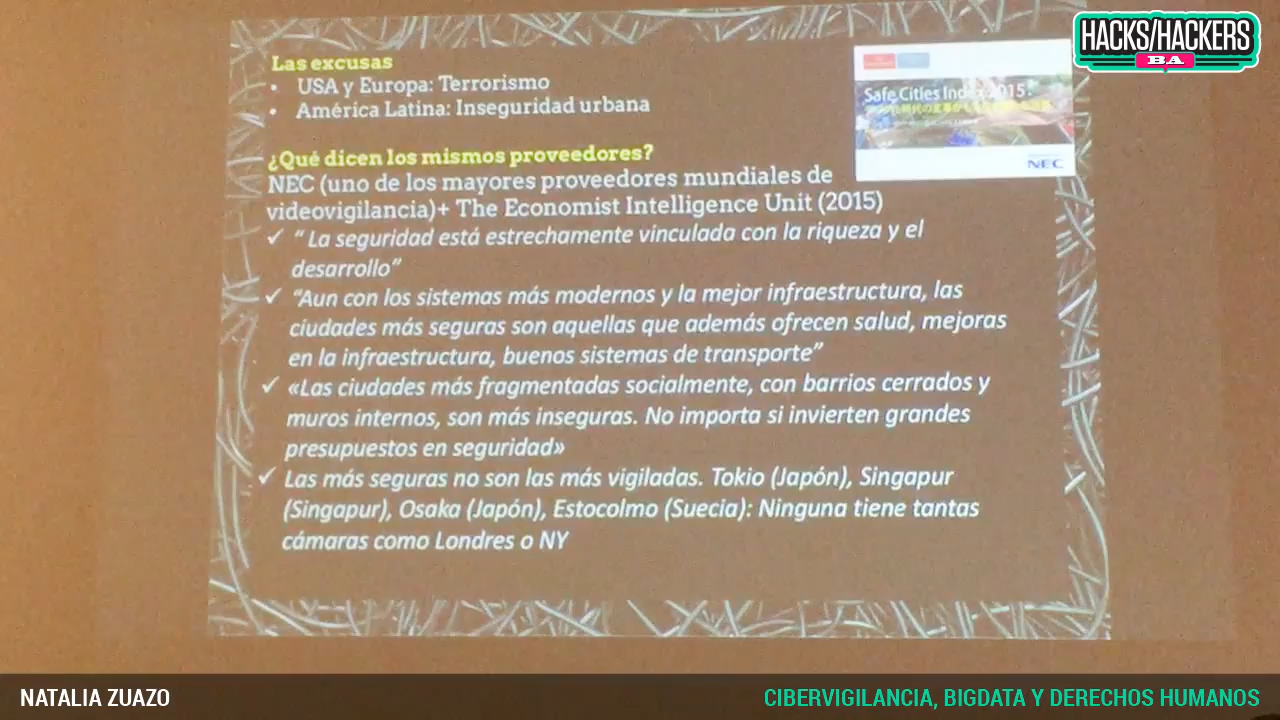 HACKS/HACKERS
BA
Las excusas
• USA y Europa: Terrorismo
• América Latina: Inseguridad urbana
Safe Cities Index 2015:
NEC
¿Qué dicen los mismos proveedores?
NEC (uno de los mayores proveedores mundiales de
videovigilancia)+ The Economist Intelligence Unit (2015)
✓ “ La seguridad está estrechamente vinculada con la riqueza y el
desarrollo”
✓ “Aun con los sistemas más modernos y la mejor infraestructura, las
ciudades más seguras son aquellas que además ofrecen salud, mejoras
en la infraestructura, buenos sistemas de transporte”
✓ «Las ciudades más fragmentadas socialmente, con barrios cerrados y
muros internos, son más inseguras. No importa si invierten grandes
presupuestos en seguridad»
✓ Las más seguras no son las más vigiladas. Tokio (Japón), Singapur
(Singapur), Osaka (Japón), Estocolmo (Suecia): Ninguna tiene tantas
cámaras como Londres o NY
NATALIA ZUAZO
CIBERVIGILANCIA, BIGDATA Y DERECHOS HUMANOS